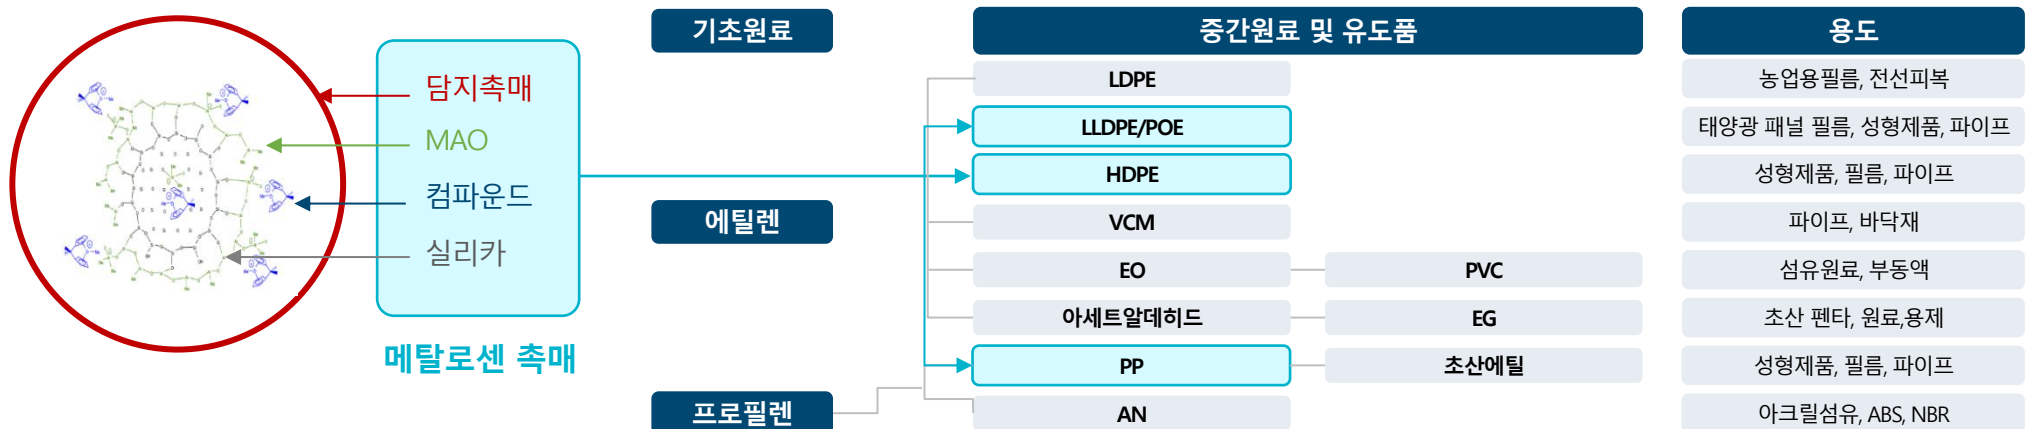 담지촉매
MAO
컴파운드
실리카
메탈로센 촉매
기초원료
에틸렌
프로필렌
중간원료 및 유도품
LDPE
LLDPE/POE
HDPE
VCM
EO
PVC
아세트알데히드
EG
PP
초산에틸
AN
용도
농업용필름, 전선피복
태양광 패널 필름, 성형제품, 파이프
성형제품, 필름, 파이프
파이프, 바닥재
섬유원료, 부동액
초산 펜타, 원료,용제
성형제품, 필름, 파이프
아크릴섬유, ABS, NBR